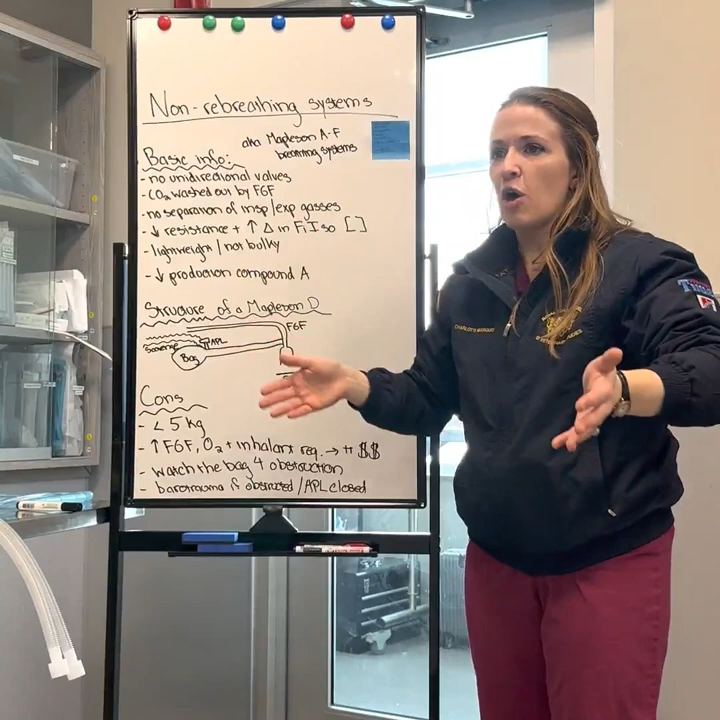 Non-rebreathing systems
aka Mapleson A-F
breathing systems
Basic info:
- no unidirectional valves
- CO₂ washed out by FGF
- no separation of insp/exp gasses
- ↓ resistance + ↑ Δ in FiIso [ ]
- lightweight / not bulky
- ↓ production compound A
Structure of a Mapleson D
FGF
Scavenge
APL
Bag
Cons
- < 5 kg
- ↑ FGF, O₂ + inhalant req. → ↑↑ $$
- watch the bag 4 obstruction
- barotrauma if obstructed / APL closed